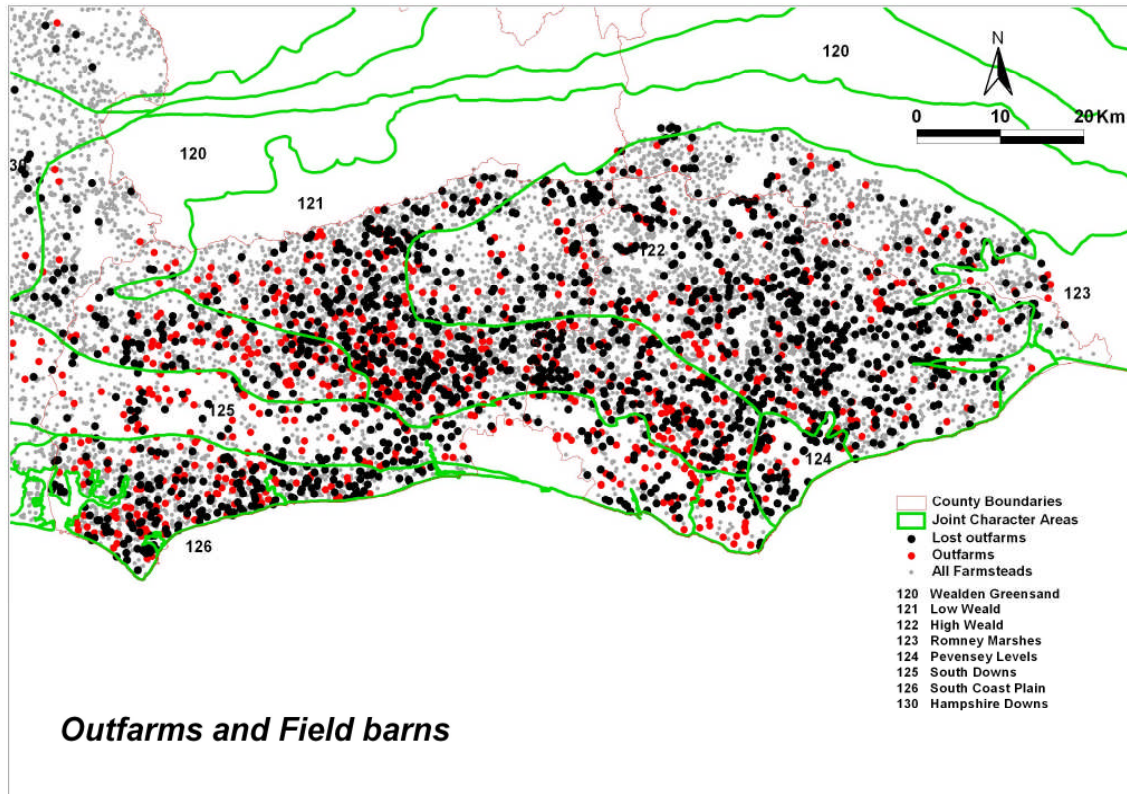 120
N
0 10 20 Km
120
30
121
122
123
125
124
126
County Boundaries
Joint Character Areas
Lost outfarms
Outfarms
All Farmsteads
120 Wealden Greensand
121 Low Weald
122 High Weald
123 Romney Marshes
124 Pevensey Levels
125 South Downs
126 South Coast Plain
130 Hampshire Downs
Outfarms and Field barns